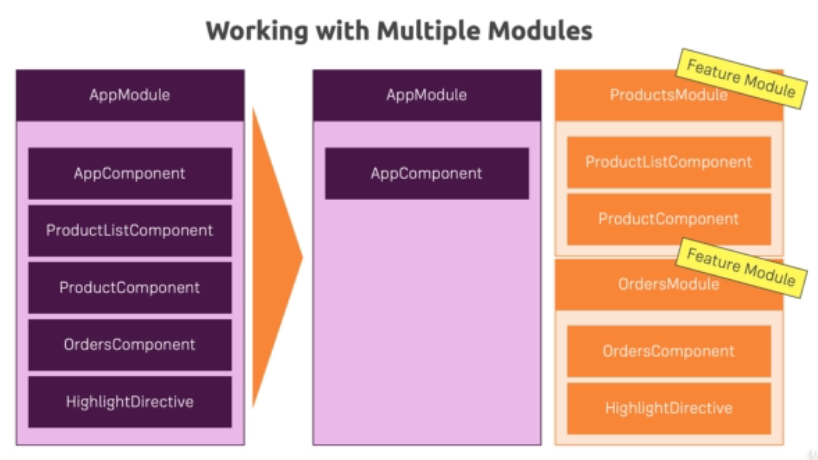 Working with Multiple Modules
AppModule
AppComponent
ProductListComponent
ProductComponent
OrdersComponent
HighlightDirective
AppModule
AppComponent
Feature Module
ProductsModule
ProductListComponent
ProductComponent
Feature Module
OrdersModule
OrdersComponent
HighlightDirective